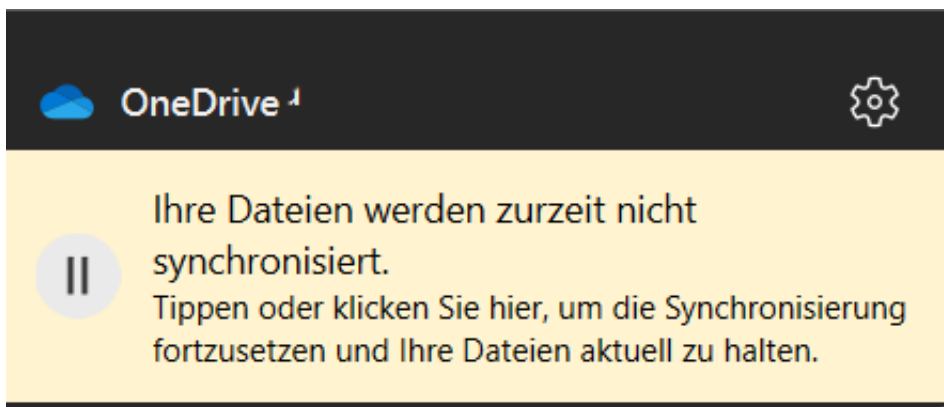 OneDrive
Ihre Dateien werden zurzeit nicht
synchronisiert.
Tippen oder klicken Sie hier, um die Synchronisierung
fortzusetzen und Ihre Dateien aktuell zu halten.